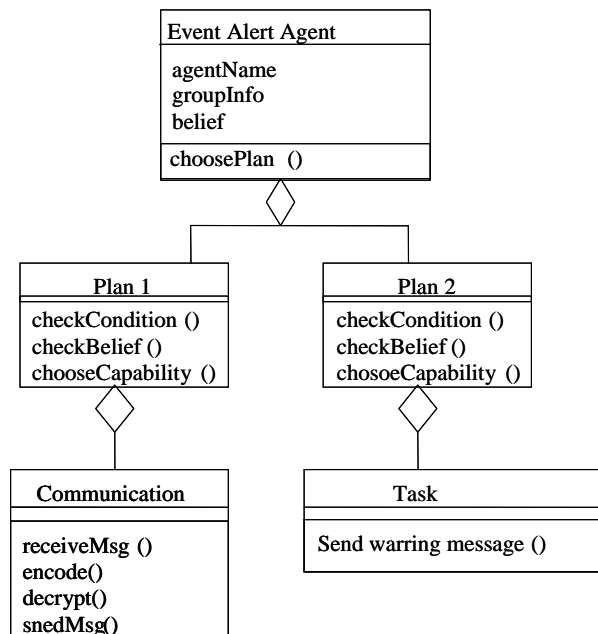 Event Alert Agent
agentName
groupInfo
belief
choosePlan ()
Plan 1
checkCondition ()
checkBelief ()
chooseCapability ()
Plan 2
checkCondition ()
checkBelief ()
chosoeCapability ()
Communication
receiveMsg ()
encode()
decrypt()
snedMsg()
Task
Send warring message ()